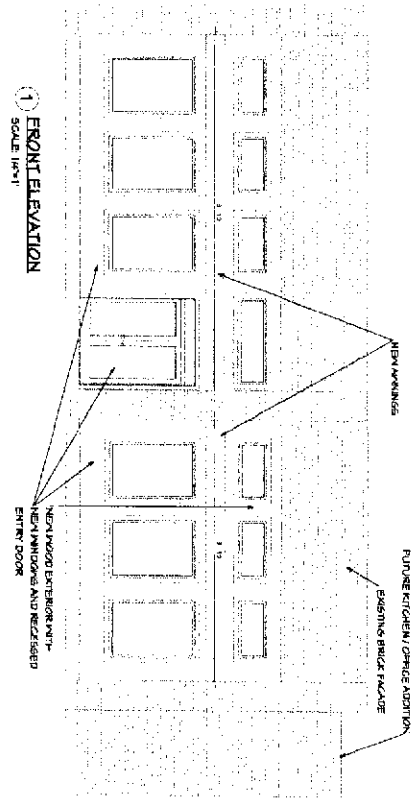 1 FRONT ELEVATION
SCALE: 1/4"=1'
NEW AWNINGS
FUTURE KITCHEN / OFFICE ADDITION
EXISTING BRICK FACADE
NEW WOOD EXTERIOR WITH
NEW WINDOWS AND RECESSED
ENTRY DOOR